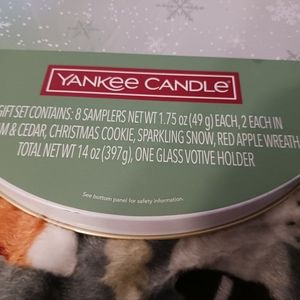 YANKEE CANDLE
GIFT SET CONTAINS: 8 SAMPLERS NET WT 1.75 oz (49 g) EACH, 2 EACH IN
M & CEDAR, CHRISTMAS COOKIE, SPARKLING SNOW, RED APPLE WREATH
TOTAL NET WT 14 oz (397g), ONE GLASS VOTIVE HOLDER
See bottom panel for safety information.